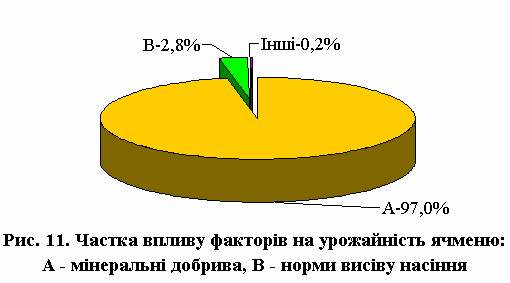 В-2,8%
Інші-0,2%
А-97,0%
Рис. 11. Частка впливу факторів на урожайність ячменю:
А - мінеральні добрива, В - норми висіву насіння